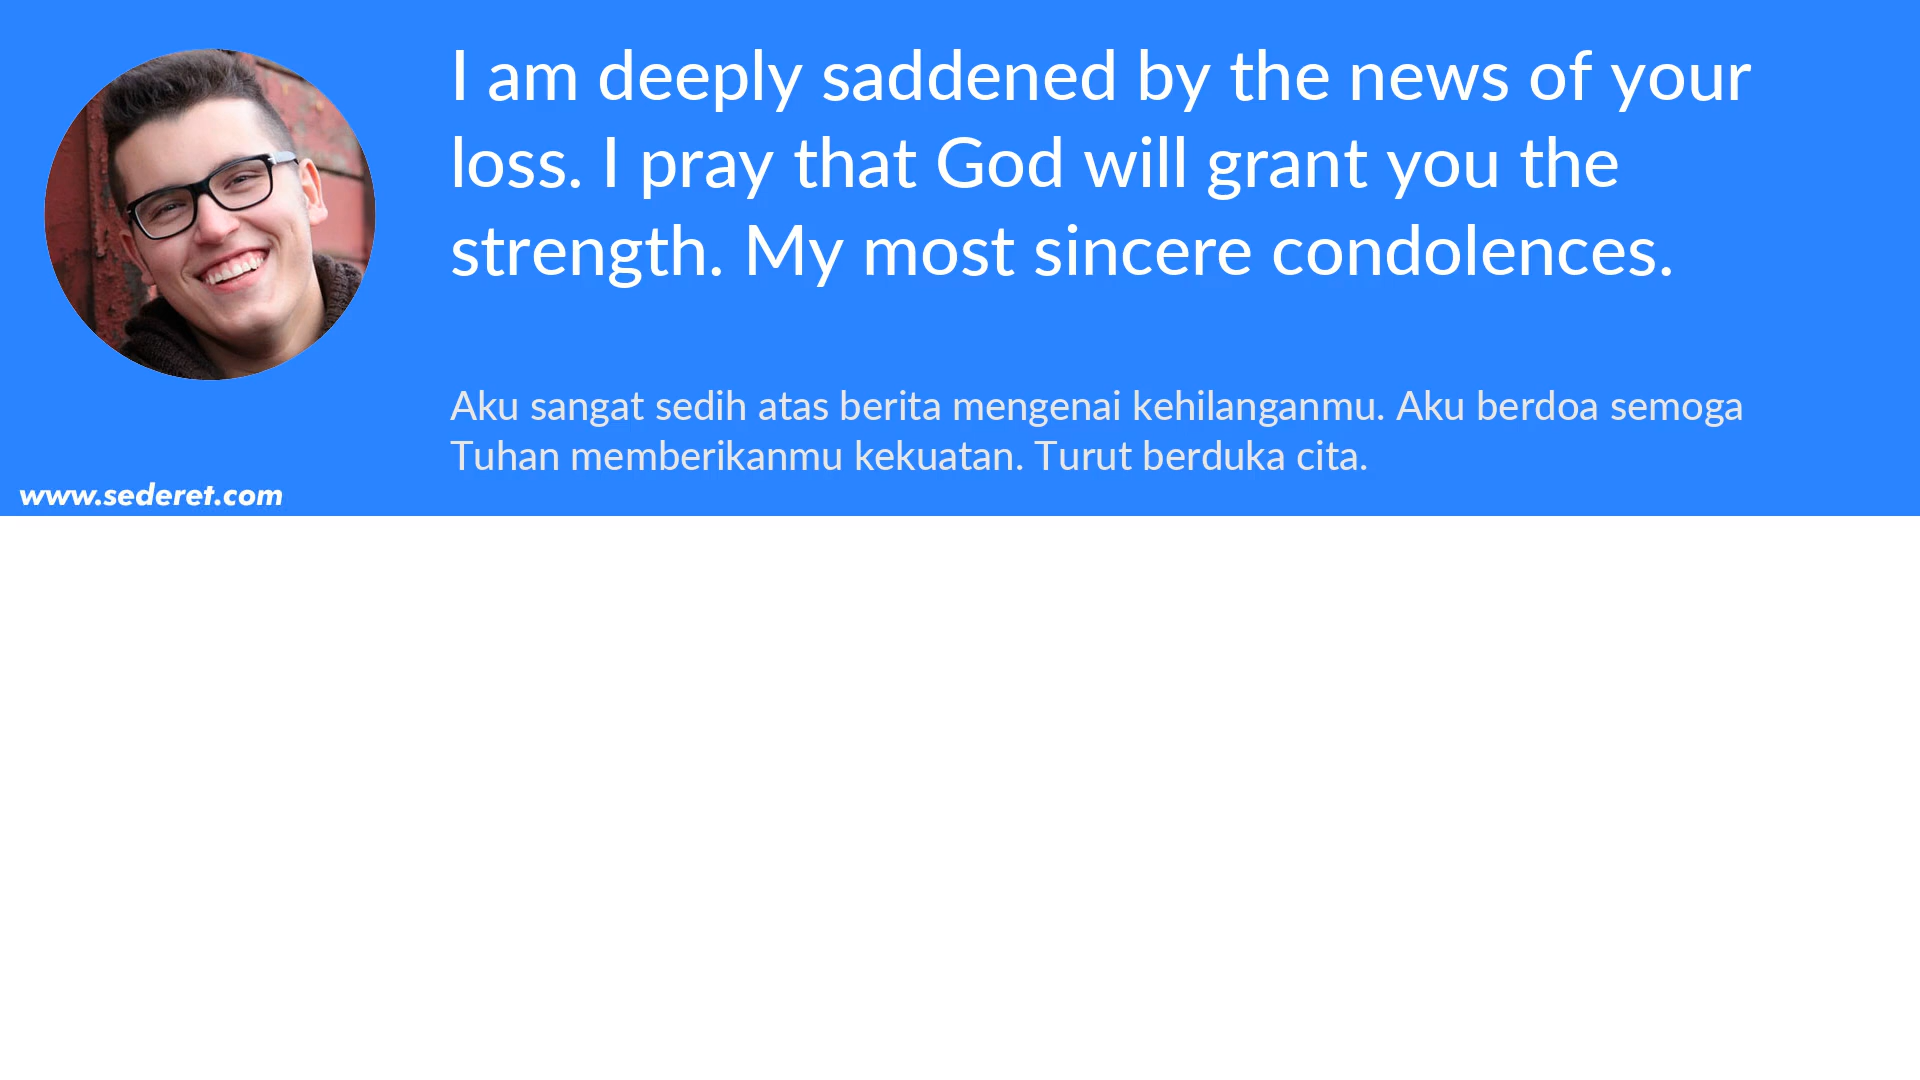 I am deeply saddened by the news of your
loss. I pray that God will grant you the
strength. My most sincere condolences.
Aku sangat sedih atas berita mengenai kehilanganmu. Aku berdoa semoga
Tuhan memberikanmu kekuatan. Turut berduka cita.
www.sederet.com